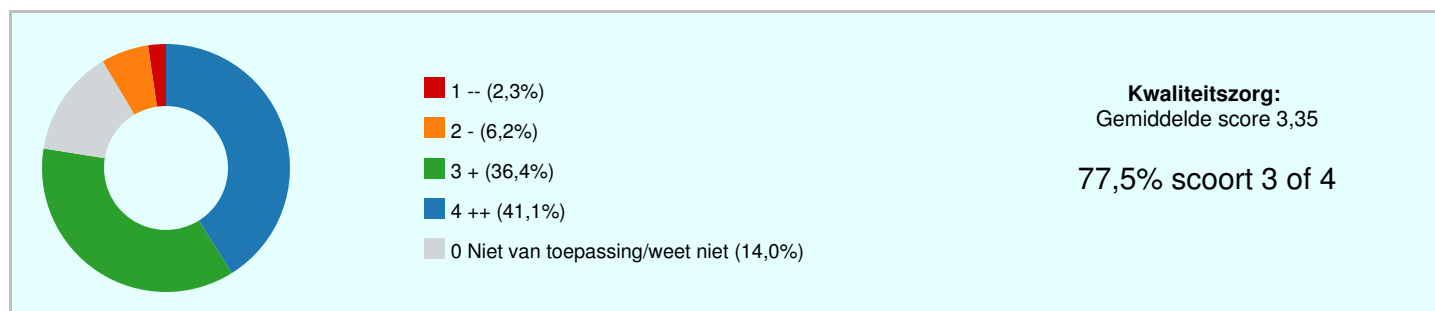 1 -- (2,3%)
2 - (6,2%)
3 + (36,4%)
4 ++ (41,1%)
0 Niet van toepassing/weet niet (14,0%)
Kwaliteitszorg:
Gemiddelde score 3,35
77,5% scoort 3 of 4